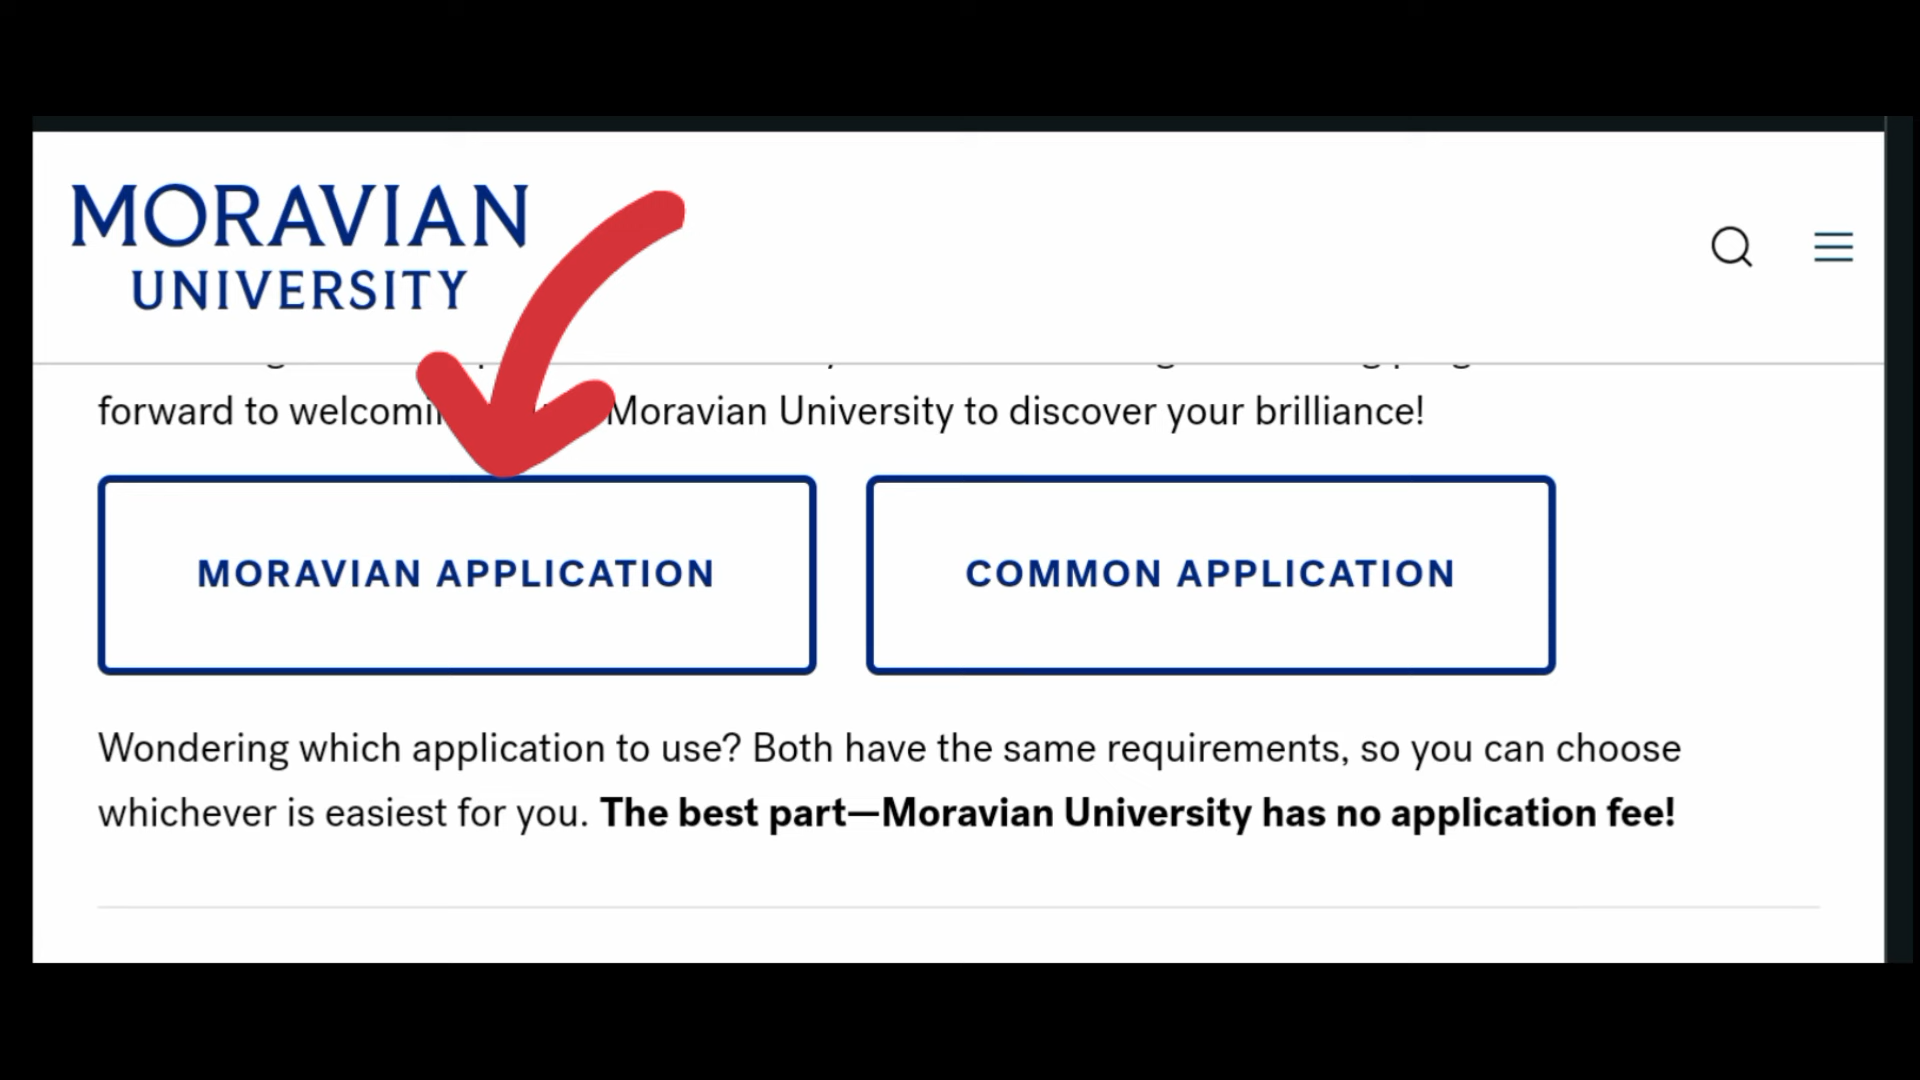 MORAVIAN
UNIVERSITY
forward to Moravian University to discover your brilliance!
MORAVIAN APPLICATION
COMMON APPLICATION
Wondering which application to use? Both have the same requirements, so you can choose
whichever is easiest for you. The best part—Moravian University has no application fee!